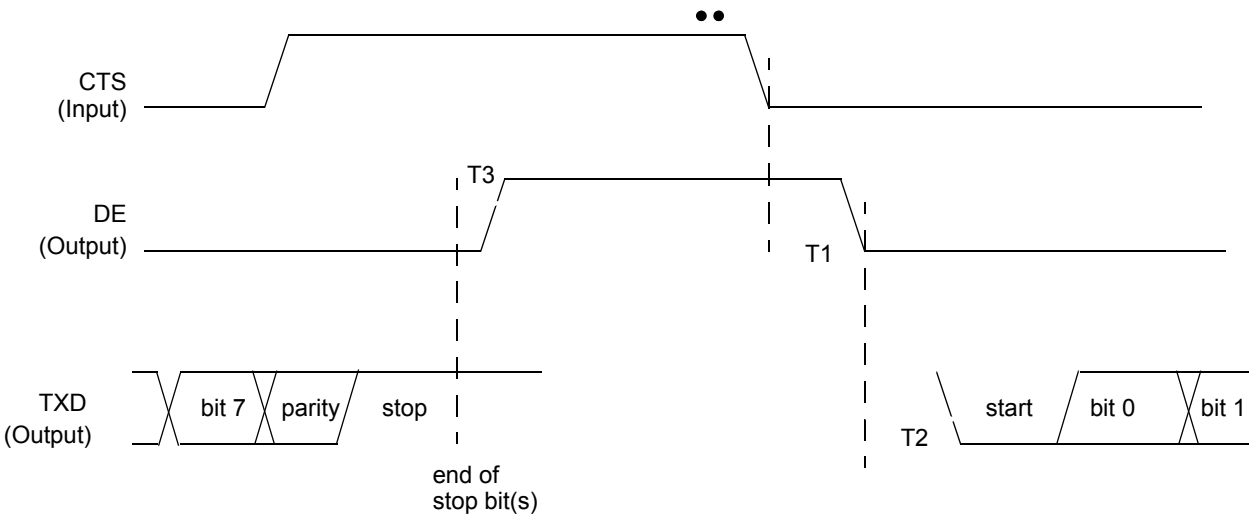 CTS
(Input)
T3
DE
(Output)
T1
TXD
(Output)
bit 7
parity
stop
T2
start
bit 0
bit 1
end of
stop bit(s)